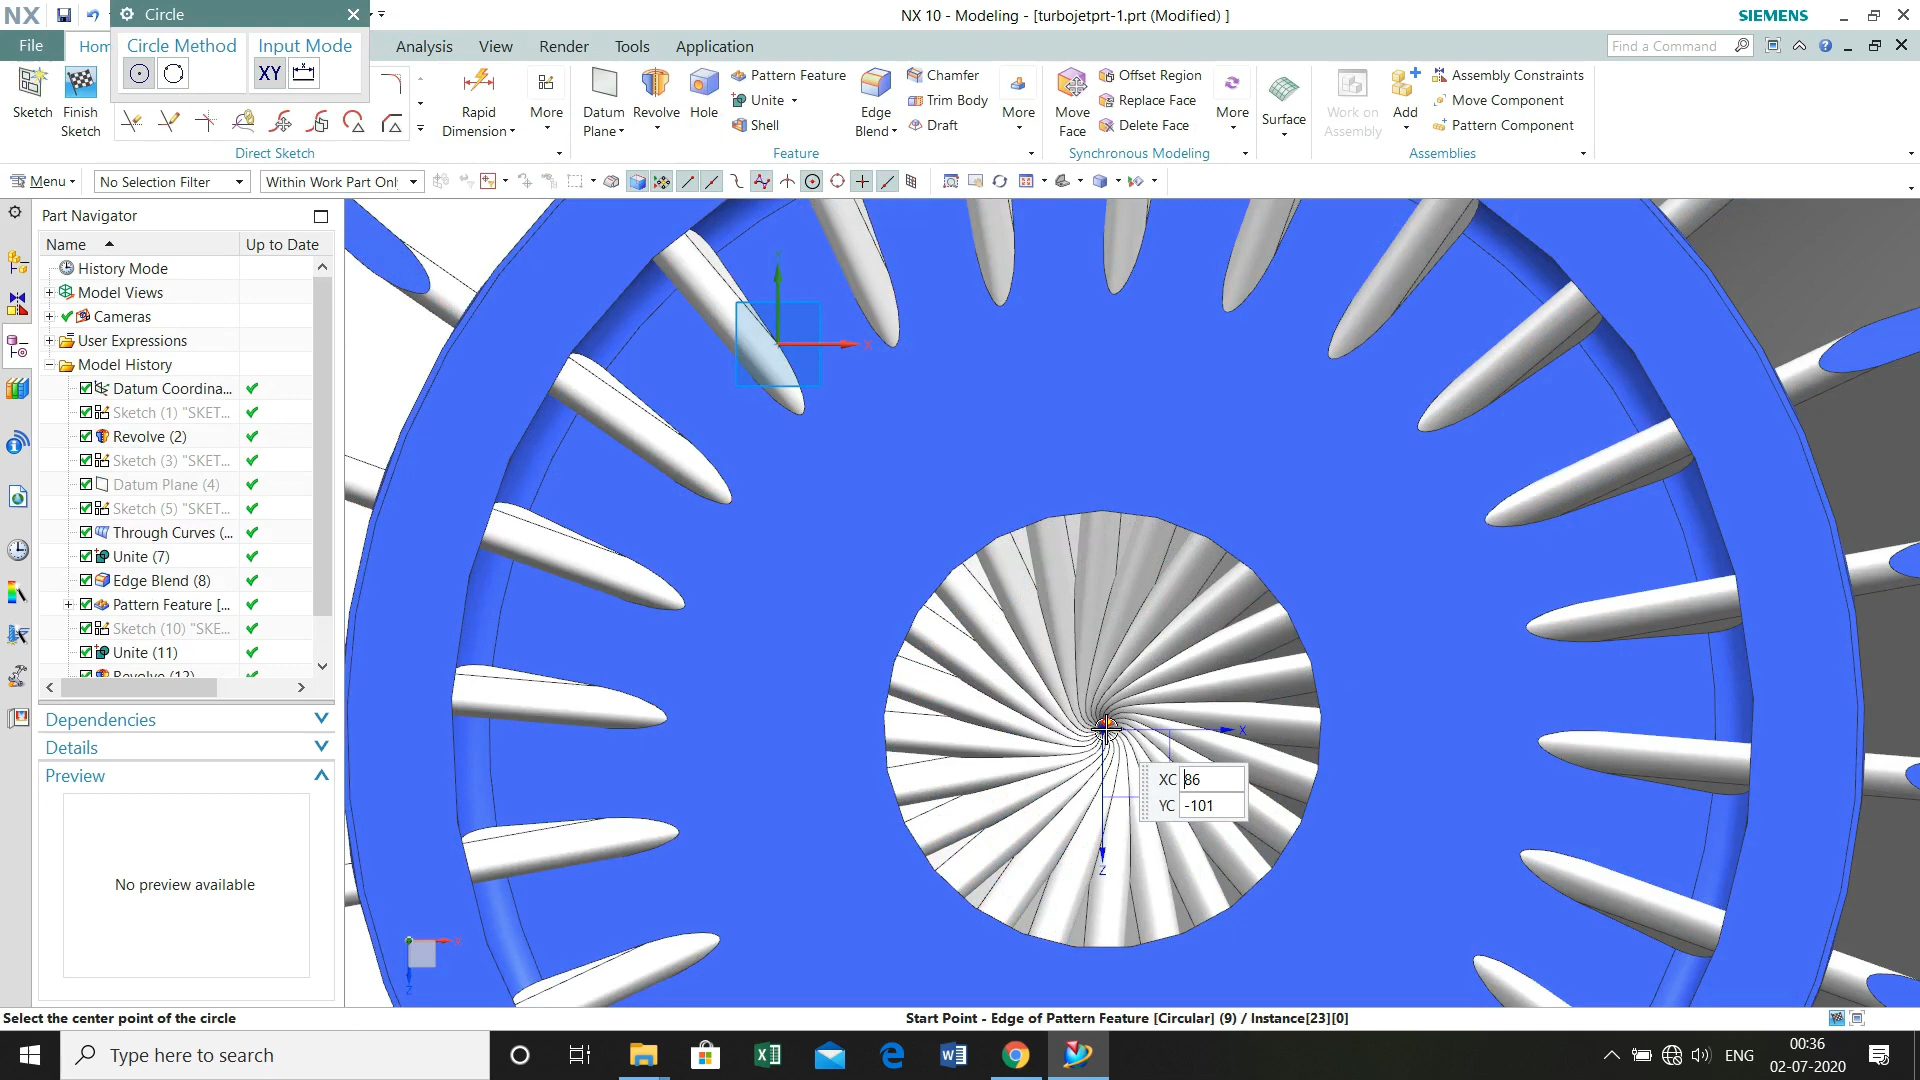 NX
Circle
NX 10 - Modeling - [turbojetprt-1.prt (Modified) ]
SIEMENS
File
Hom
Circle Method
Input Mode
Analysis
View
Render
Tools
Application
Find a Command
XY
Sketch
Finish
Sketch
Direct Sketch
Rapid
Dimension
More
Datum
Plane
Revolve
Hole
Pattern Feature
Unite
Shell
Edge
Blend
Chamfer
Trim Body
Draft
More
Feature
Move
Face
Offset Region
Replace Face
Delete Face
More
Synchronous Modeling
Surface
Work on
Assembly
Add
Assembly Constraints
Move Component
Pattern Component
Assemblies
Menu
No Selection Filter
Within Work Part Onl
Part Navigator
Name
Up to Date
History Mode
Model Views
Cameras
User Expressions
Model History
Datum Coordina...
Sketch (1) "SKET...
Revolve (2)
Sketch (3) "SKET...
Datum Plane (4)
Sketch (5) "SKET...
Through Curves (...
Unite (7)
Edge Blend (8)
Pattern Feature [...
Sketch (10) "SKE...
Unite (11)
Revolve (12)
Dependencies
Details
Preview
No preview available
X
X
Z
XC 86
YC -101
X
Z
Select the center point of the circle
Start Point - Edge of Pattern Feature [Circular] (9) / Instance[23][0]
Type here to search
ENG
00:36
02-07-2020